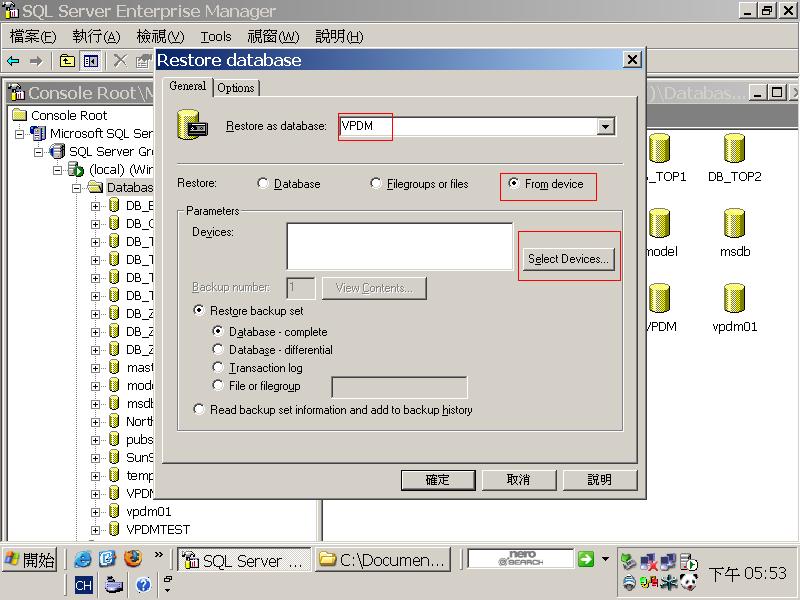 SQL Server Enterprise Manager
檔案(F) 執行(A) 檢視(V) Tools 視窗(W) 說明(H)
Restore database
Console Root\M
)\Databas...
General Options
Console Root
Microsoft SQL Ser
SQL Server Gro
(local) (Win
Databas
DB_E
DB_C
DB_T
DB_T
DB_T
DB_T
DB_Z
DB_Z
DB_Z
mast
mode
msdb
North
pubs
SunS
temp
VPDM
vpdm01
VPDMTEST
Restore as database: VPDM
Restore: Database Filegroups or files From device
Parameters
Devices:
Select Devices...
Backup number: 1 View Contents...
Restore backup set
Database - complete
Database - differential
Transaction log
File or filegroup
Read backup set information and add to backup history
確定 取消 說明
B_TOP1 DB_TOP2
model msdb
VPDM vpdm01
開始 SQL Server ... C:\Documen... nero SEARCH
CH
下午 05:53